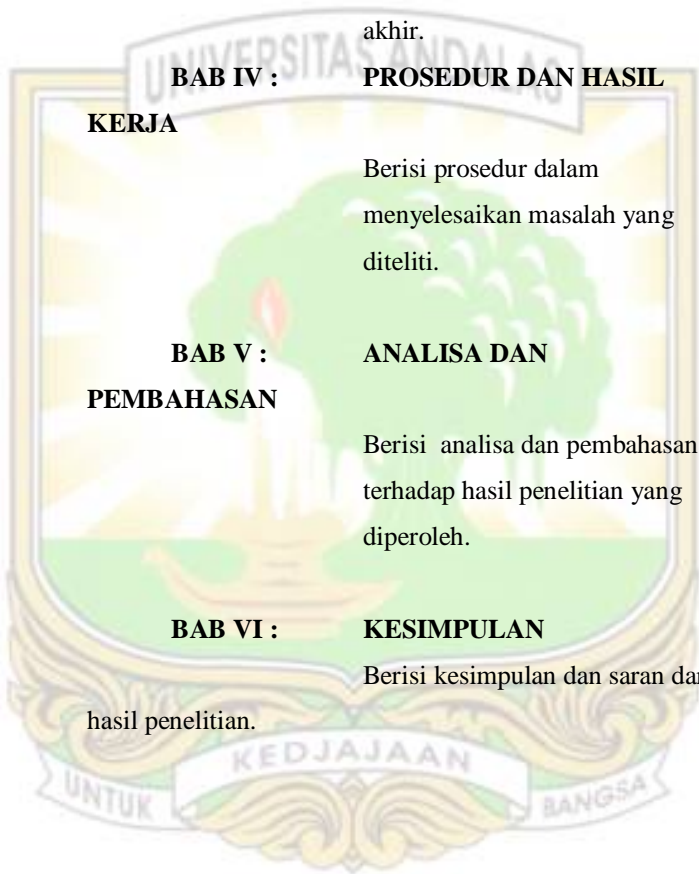 akhir.
UNIVERSITAS ANDALAS
BAB IV : PROSEDUR DAN HASIL
KERJA
Berisi prosedur dalam
menyelesaikan masalah yang
diteliti.
BAB V : ANALISA DAN
PEMBAHASAN
Berisi analisa dan pembahasan
terhadap hasil penelitian yang
diperoleh.
BAB VI : KESIMPULAN
Berisi kesimpulan dan saran
hasil penelitian.
UNTUK KEDJAJAAN BANGSA